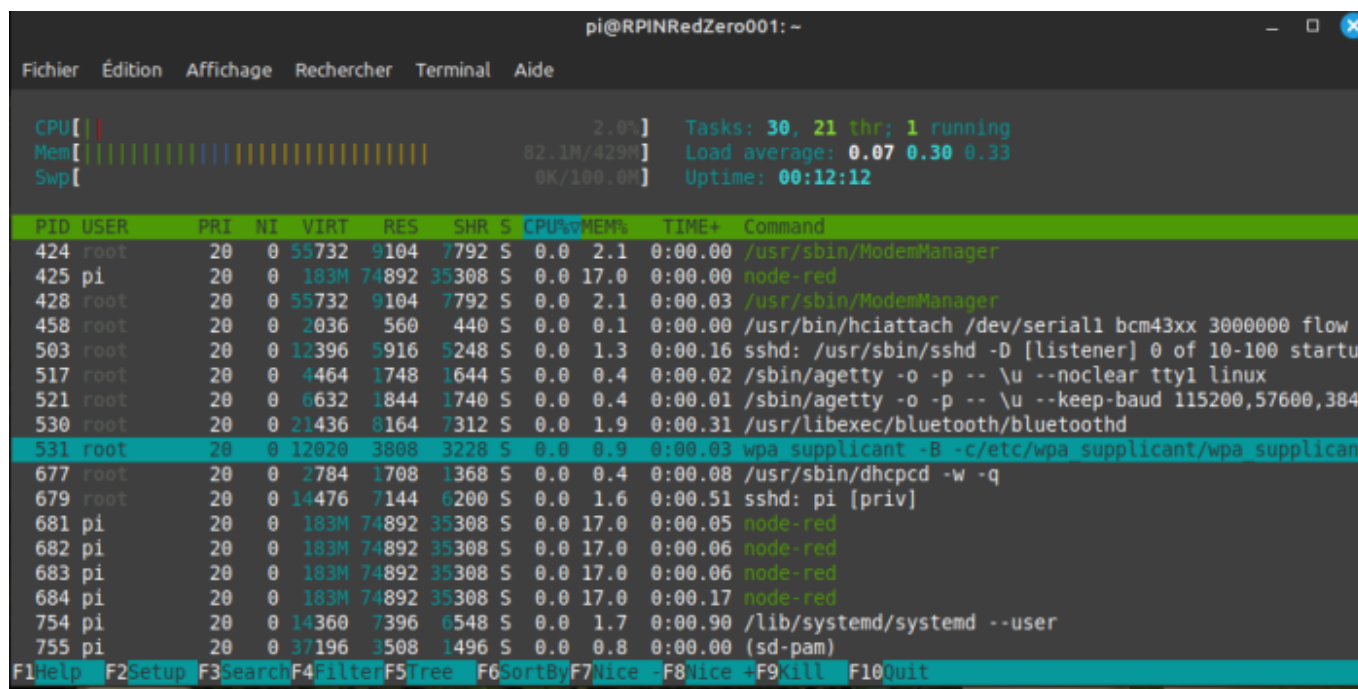 pi@RPINRedZero001: ~
Fichier Édition Affichage Rechercher Terminal Aide
CPU[|| 2.0%] Tasks: 30, 21 thr; 1 running
Mem[|||||||||||||||||||||||||||||| 82.1M/429M] Load average: 0.07 0.30 0.33
Swp[ 0K/100.0M] Uptime: 00:12:12
PID USER PRI NI VIRT RES SHR S CPU%▽MEM% TIME+ Command
424 root 20 0 55732 9104 7792 S 0.0 2.1 0:00.00 /usr/sbin/ModemManager
425 pi 20 0 183M 74892 35308 S 0.0 17.0 0:00.00 node-red
428 root 20 0 55732 9104 7792 S 0.0 2.1 0:00.03 /usr/sbin/ModemManager
458 root 20 0 2036 560 440 S 0.0 0.1 0:00.00 /usr/bin/hciattach /dev/serial1 bcm43xx 3000000 flow
503 root 20 0 12396 5916 5248 S 0.0 1.3 0:00.16 sshd: /usr/sbin/sshd -D [listener] 0 of 10-100 startu
517 root 20 0 4464 1748 1644 S 0.0 0.4 0:00.02 /sbin/agetty -o -p -- \u --noclear tty1 linux
521 root 20 0 6632 1844 1740 S 0.0 0.4 0:00.01 /sbin/agetty -o -p -- \u --keep-baud 115200,57600,384
530 root 20 0 21436 8164 7312 S 0.0 1.9 0:00.31 /usr/libexec/bluetooth/bluetoothd
531 root 20 0 12020 3808 3228 S 0.0 0.9 0:00.03 wpa_supplicant -B -c/etc/wpa_supplicant/wpa_supplican
677 root 20 0 2784 1708 1368 S 0.0 0.4 0:00.08 /usr/sbin/dhcpcd -w -q
679 root 20 0 14476 7144 6200 S 0.0 1.6 0:00.51 sshd: pi [priv]
681 pi 20 0 183M 74892 35308 S 0.0 17.0 0:00.05 node-red
682 pi 20 0 183M 74892 35308 S 0.0 17.0 0:00.06 node-red
683 pi 20 0 183M 74892 35308 S 0.0 17.0 0:00.06 node-red
684 pi 20 0 183M 74892 35308 S 0.0 17.0 0:00.17 node-red
754 pi 20 0 14360 7396 6548 S 0.0 1.7 0:00.90 /lib/systemd/systemd --user
755 pi 20 0 37196 3508 1496 S 0.0 0.8 0:00.00 (sd-pam)
F1Help F2Setup F3SearchF4FilterF5Tree F6SortByF7Nice -F8Nice +F9Kill F10Quit